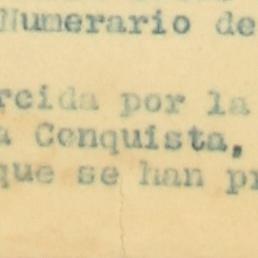 Numerario de
rcida por la
a Conquista,
que se han pr